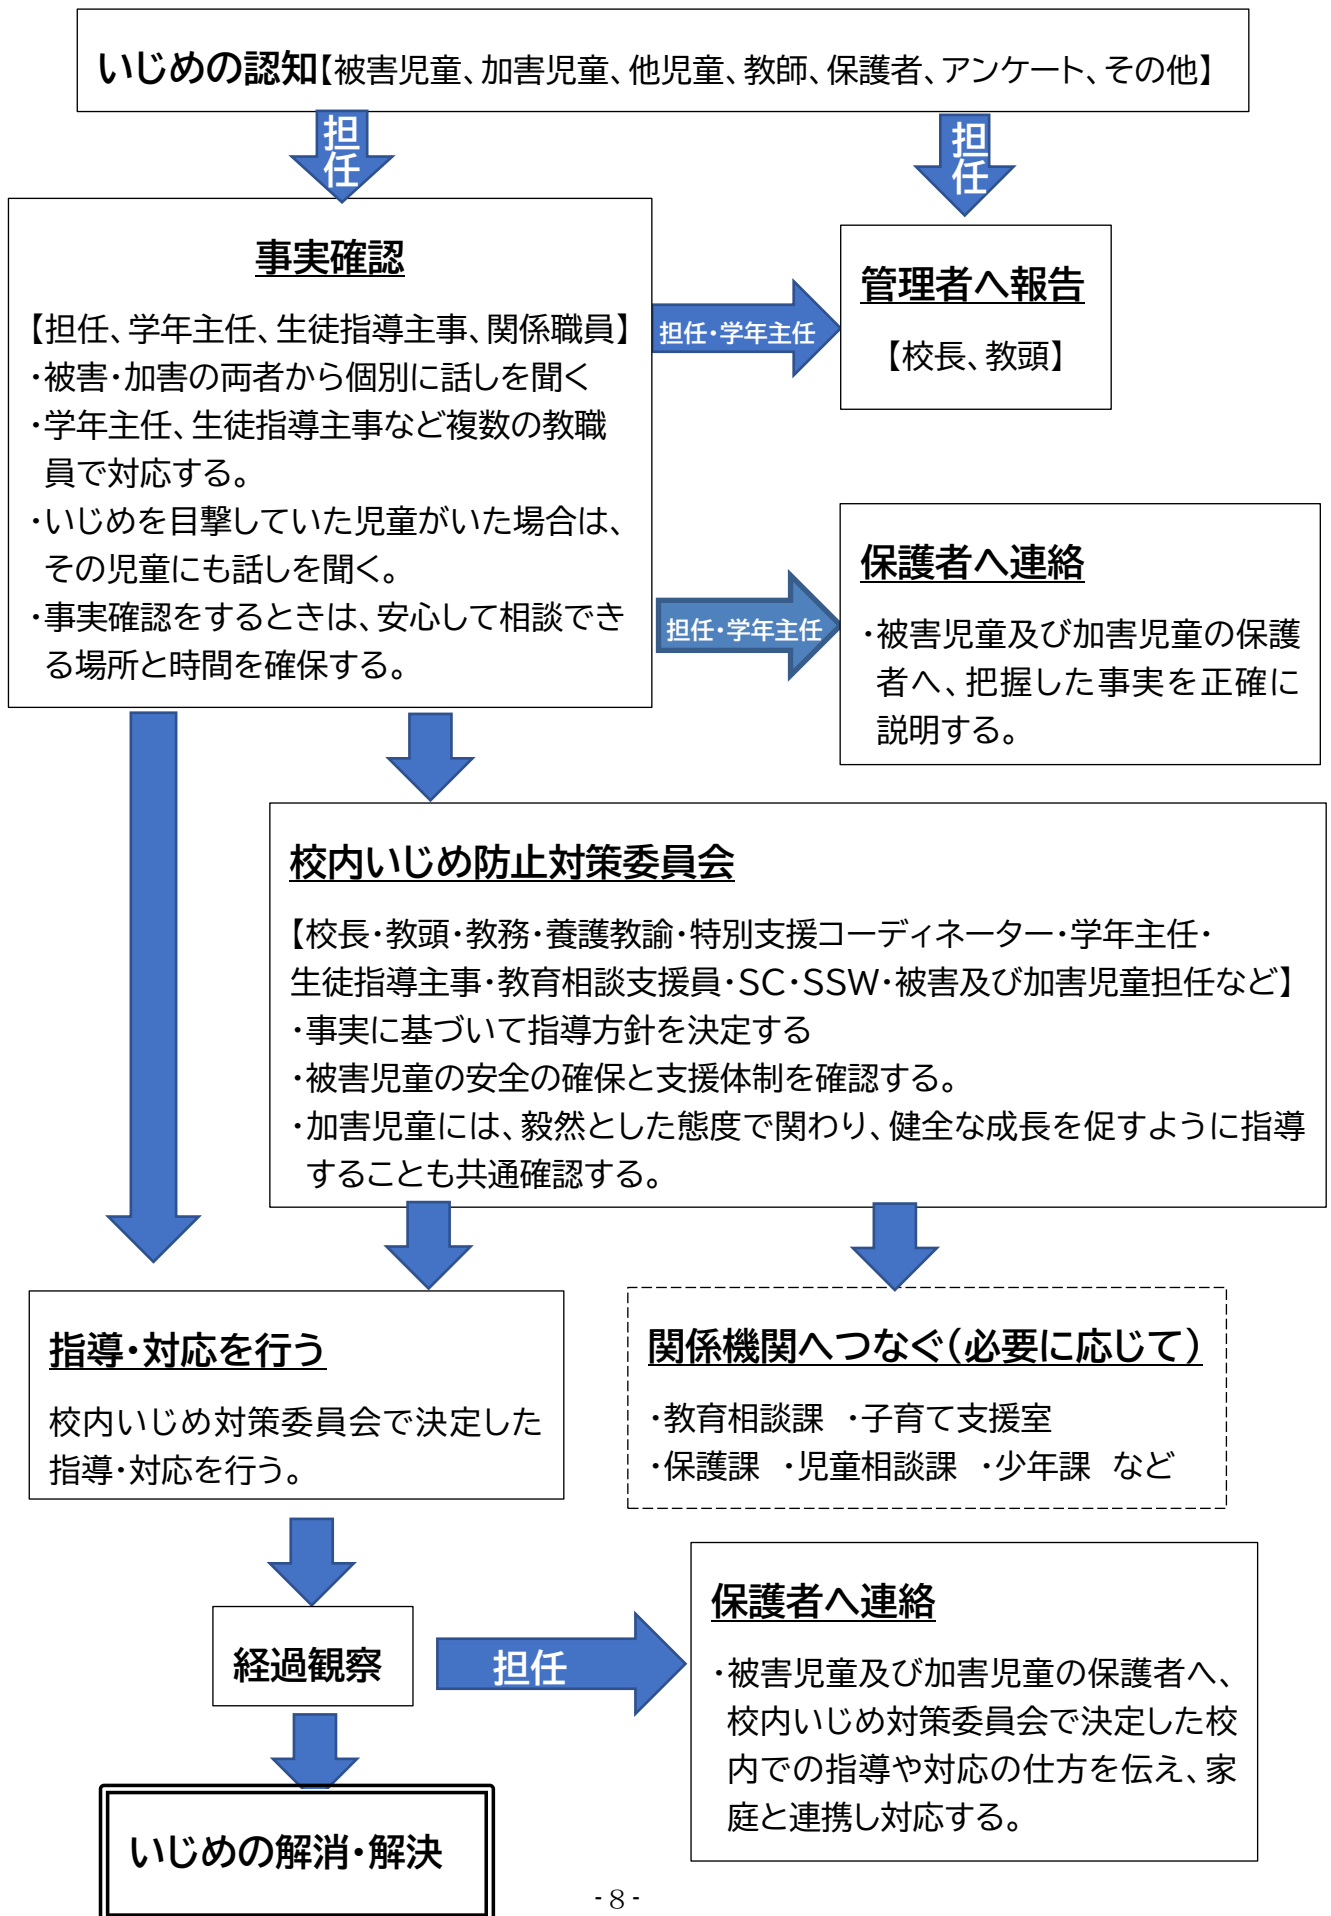 いじめの認知【被害児童、加害児童、他児童、教師、保護者、アンケート、その他】
担任
担任
事実確認
【担任、学年主任、生徒指導主事、関係職員】
・被害・加害の両者から個別に話しを聞く
・学年主任、生徒指導主事など複数の教職
員で対応する。
・いじめを目撃していた児童がいた場合は、
その児童にも話しを聞く。
・事実確認をするときは、安心して相談でき
る場所と時間を確保する。
担任・学年主任
管理者へ報告
【校長、教頭】
担任・学年主任
保護者へ連絡
・被害児童及び加害児童の保護
者へ、把握した事実を正確に
説明する。
校内いじめ防止対策委員会
【校長・教頭・教務・養護教諭・特別支援コーディネーター・学年主任・
生徒指導主事・教育相談支援員・SC・SSW・被害及び加害児童担任など】
・事実に基づいて指導方針を決定する
・被害児童の安全の確保と支援体制を確認する。
・加害児童には、毅然とした態度で関わり、健全な成長を促すように指導
することも共通確認する。
指導・対応を行う
校内いじめ対策委員会で決定した
指導・対応を行う。
関係機関へつなぐ(必要に応じて)
・教育相談課　・子育て支援室
・保護課　・児童相談課　・少年課　など
経過観察
担任
保護者へ連絡
・被害児童及び加害児童の保護者へ、
校内いじめ対策委員会で決定した校
内での指導や対応の仕方を伝え、家
庭と連携し対応する。
いじめの解消・解決
- 8 -